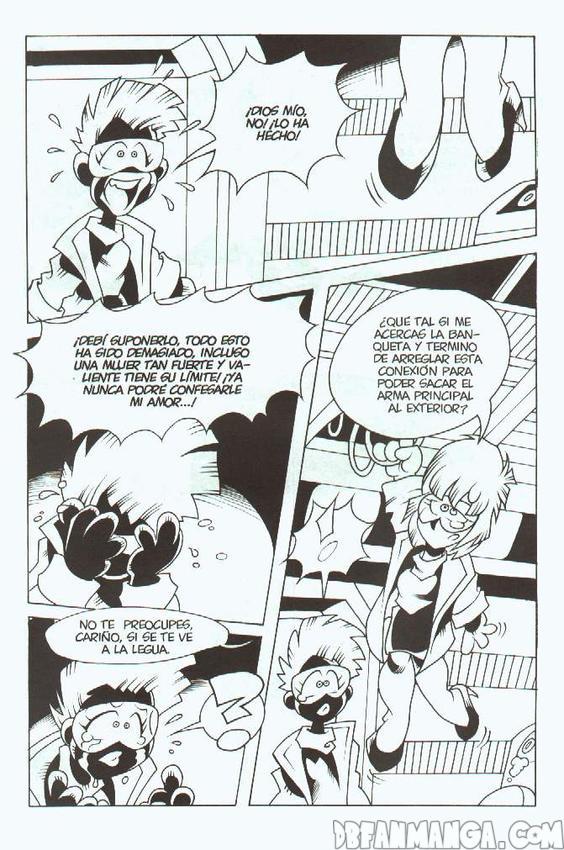 ¡DIOS MÍO,
NO! ¡LO HA
HECHO!
¡DEBÍ SUPONERLO, TODO ESTO
HA SIDO DEMASIADO, INCLUSO
UNA MUJER TAN FUERTE Y VA-
LIENTE TIENE SU LÍMITE! ¡YA
NUNCA PODRÉ CONFESARLE
MI AMOR...!
¿QUE TAL SI ME
ACERCAS LA BAN-
QUETA Y TERMINO
DE ARREGLAR ESTA
CONEXIÓN PARA
PODER SACAR EL
ARMA PRINCIPAL
AL EXTERIOR?
!
NO TE PREOCUPES,
CARIÑO, SI SE TE VE
A LA LEGUA.
?!
DBFANMANGA.COM